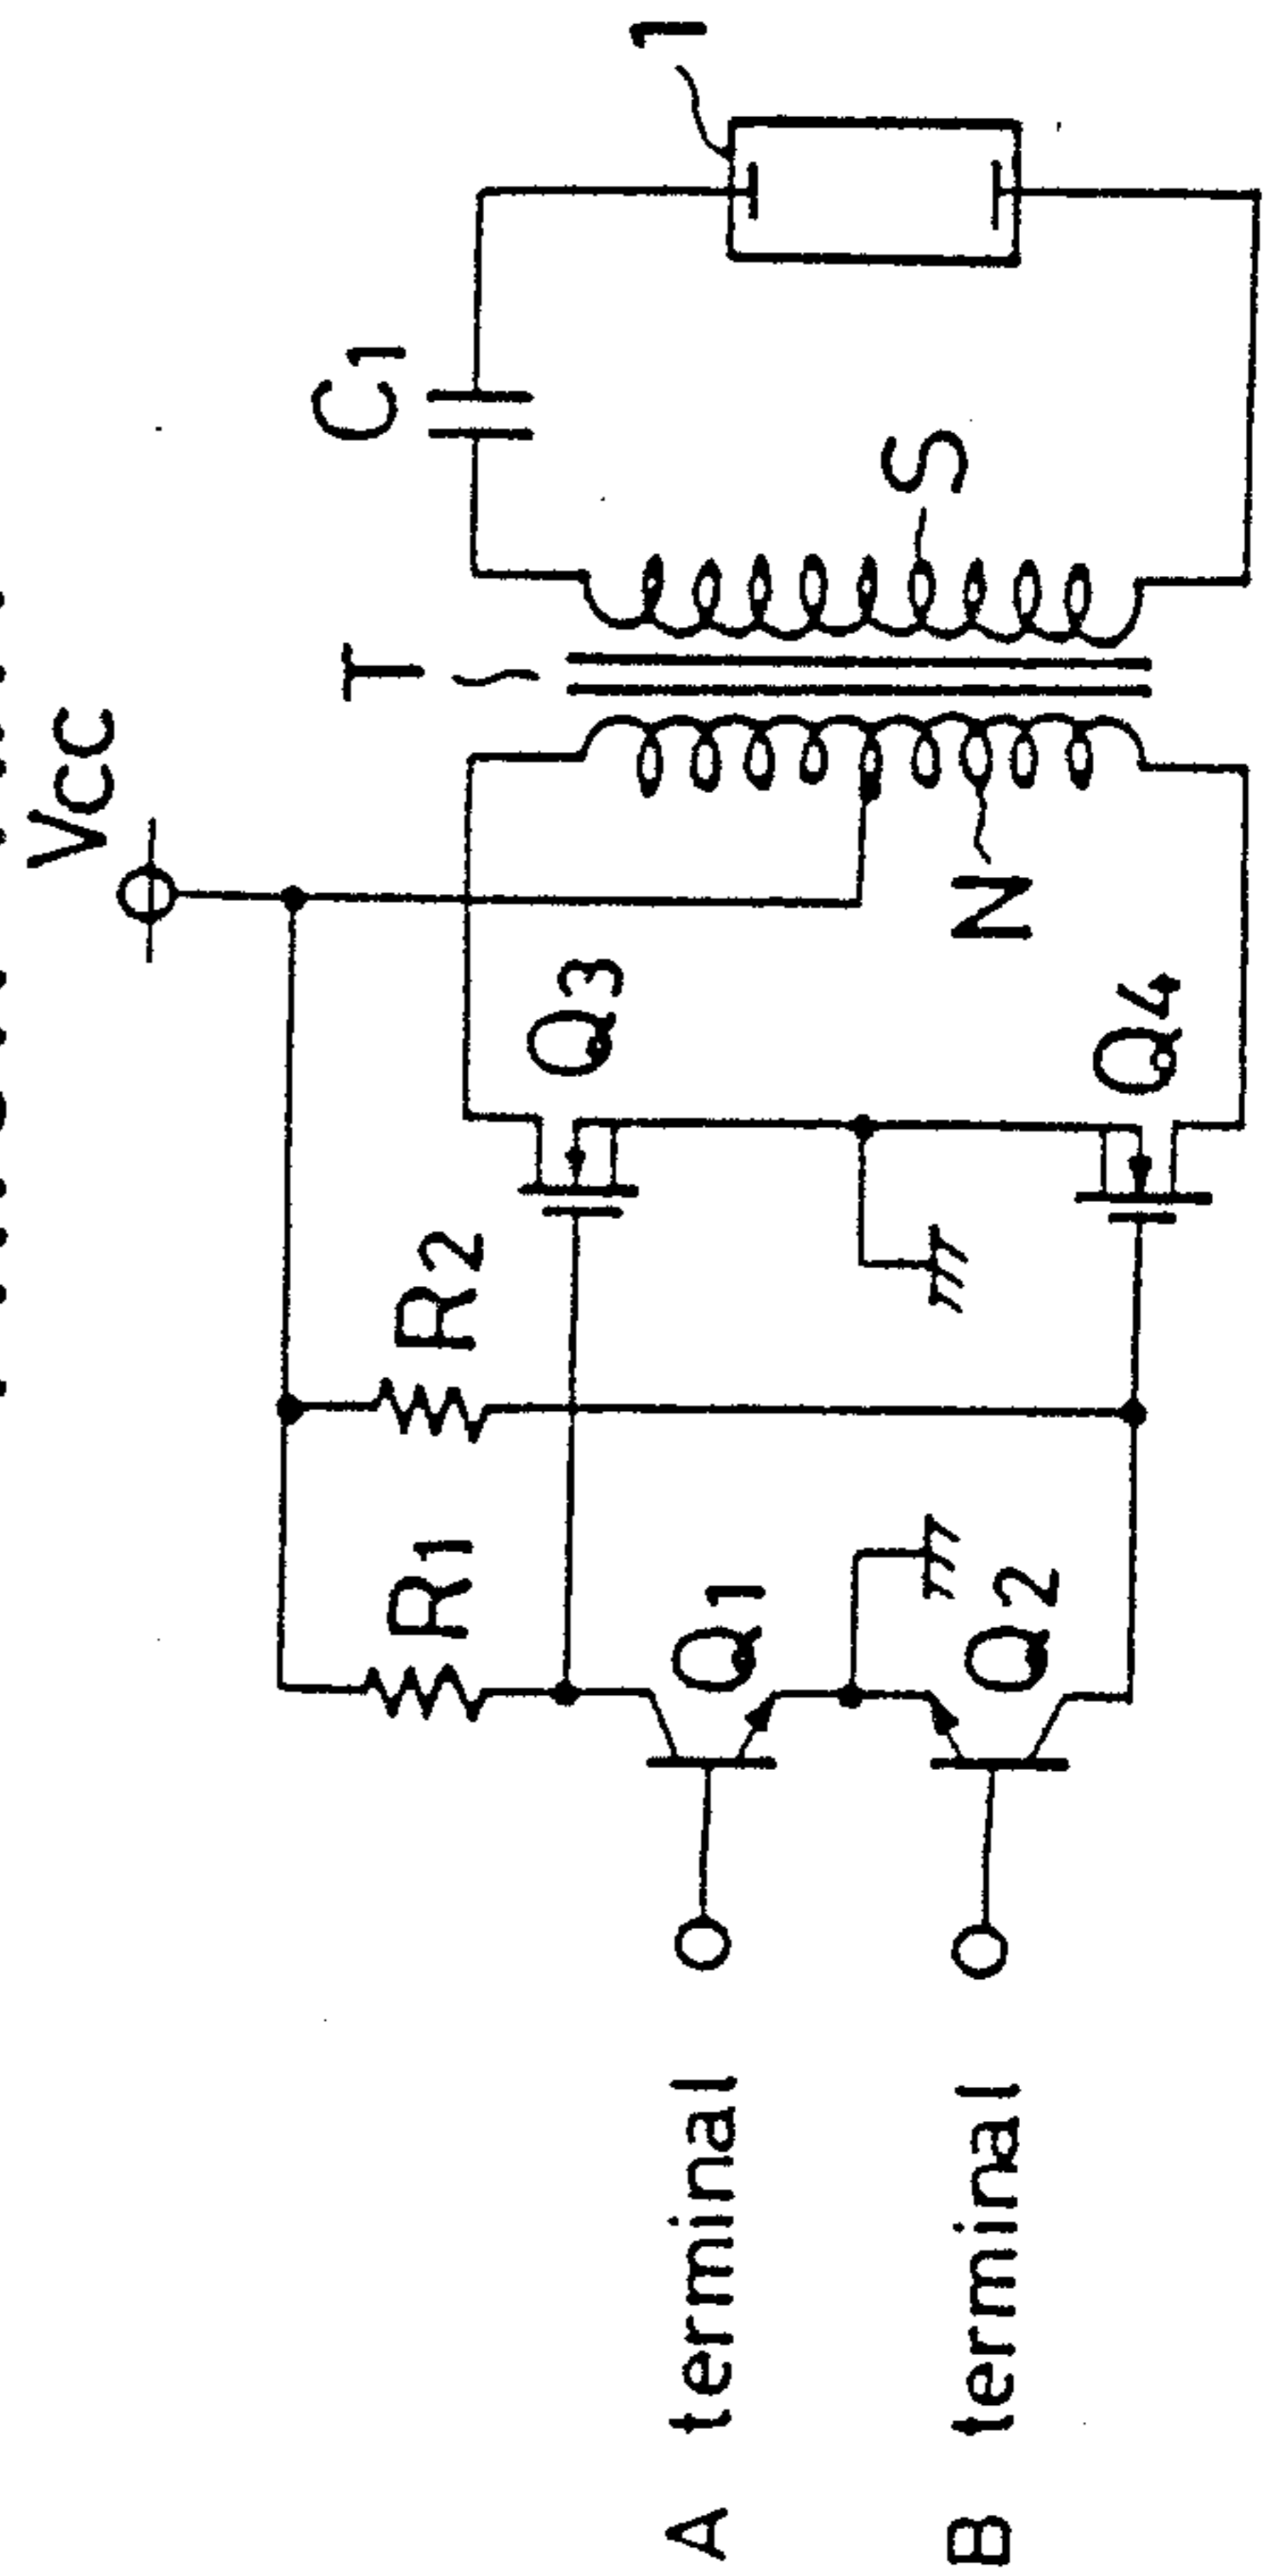 VCC
T
C1
1
R1
R2
Q3
S
N
Q1
Q2
Q4
A terminal
B terminal